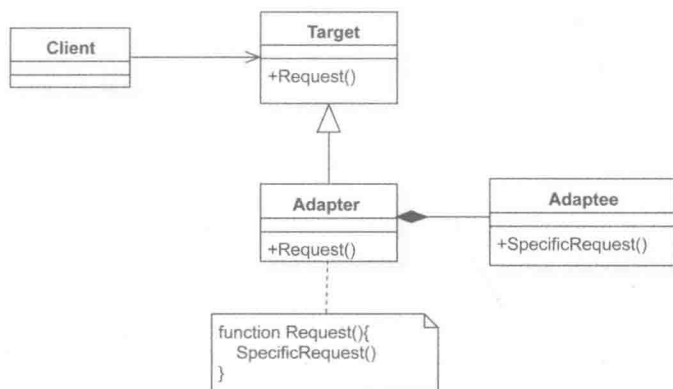 Client
Target
+Request()
Adapter
+Request()
Adaptee
+SpecificRequest()
function Request(){
SpecificRequest()
}